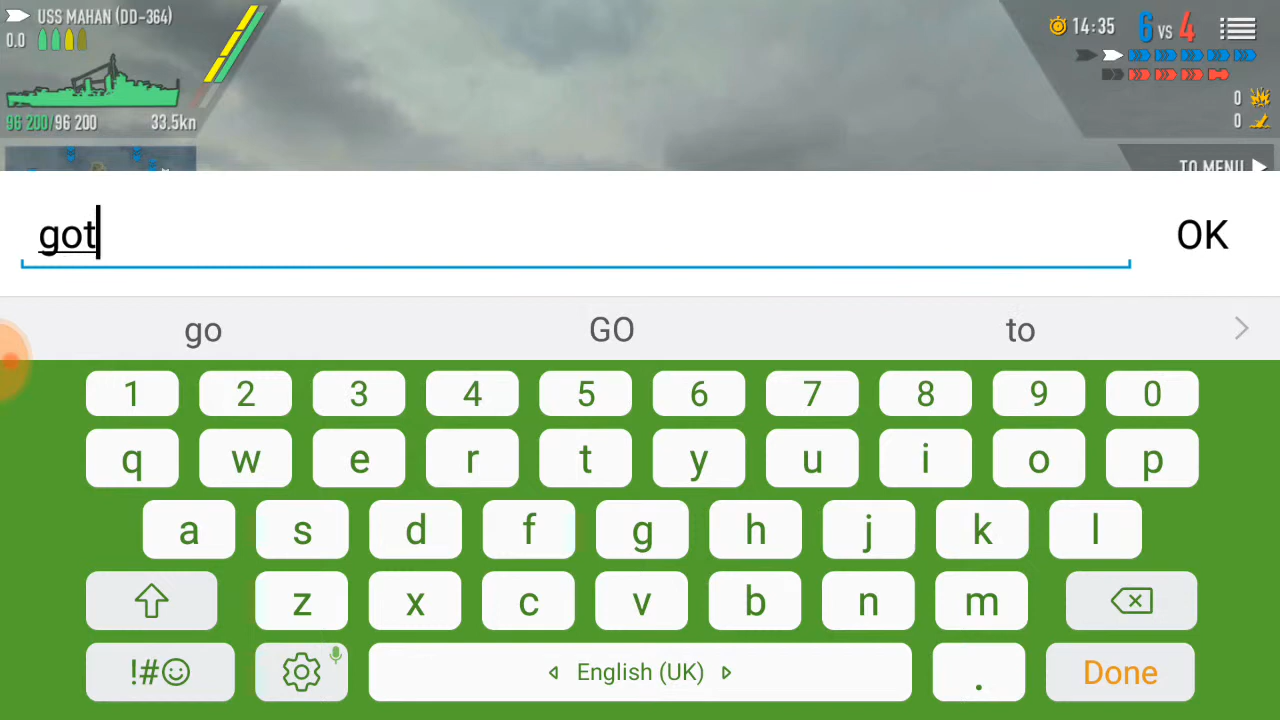 USS MAHAN (DD-364)
0.0
96 200/96 200 33.5kn
14:35 6 vs 4
0
0
TO MENU
got OK
go GO to
1 2 3 4 5 6 7 8 9 0
q w e r t y u i o p
a s d f g h j k l
z x c v b n m
!#☺ English (UK) . Done